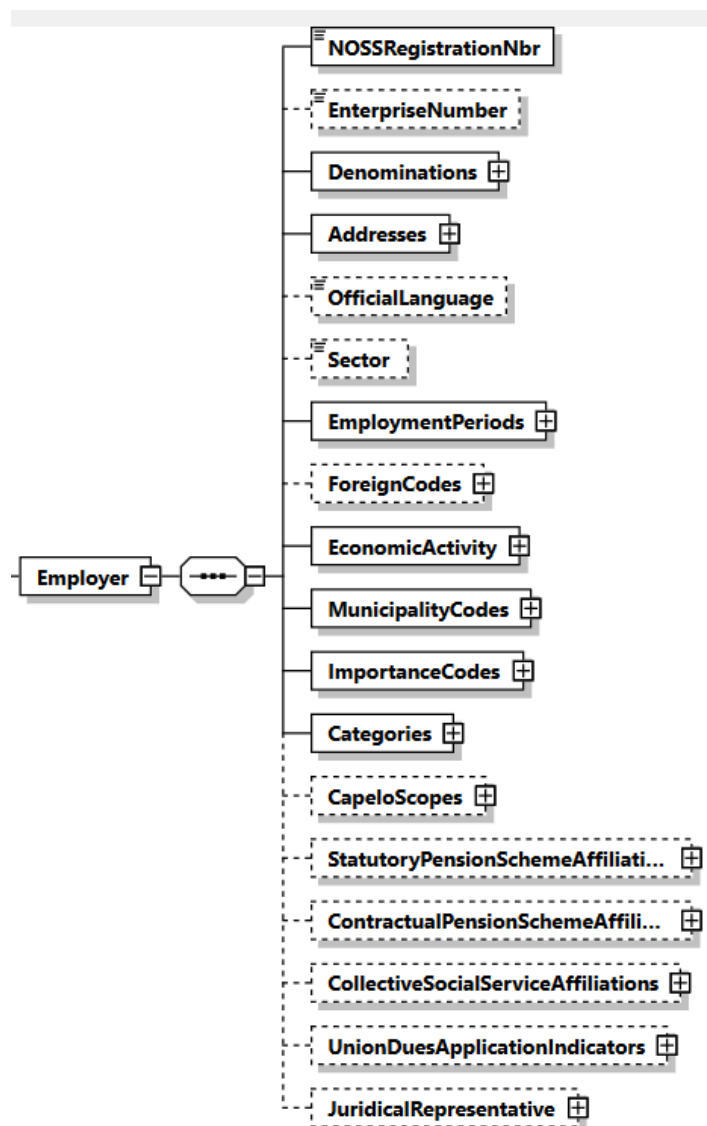 NOSSRegistrationNbr
EnterpriseNumber
Denominations
Addresses
OfficialLanguage
Sector
EmploymentPeriods
ForeignCodes
EconomicActivity
Employer
MunicipalityCodes
ImportanceCodes
Categories
CapeloScopes
StatutoryPensionSchemeAffiliati...
ContractualPensionSchemeAffili...
CollectiveSocialServiceAffiliations
UnionDuesApplicationIndicators
JuridicalRepresentative